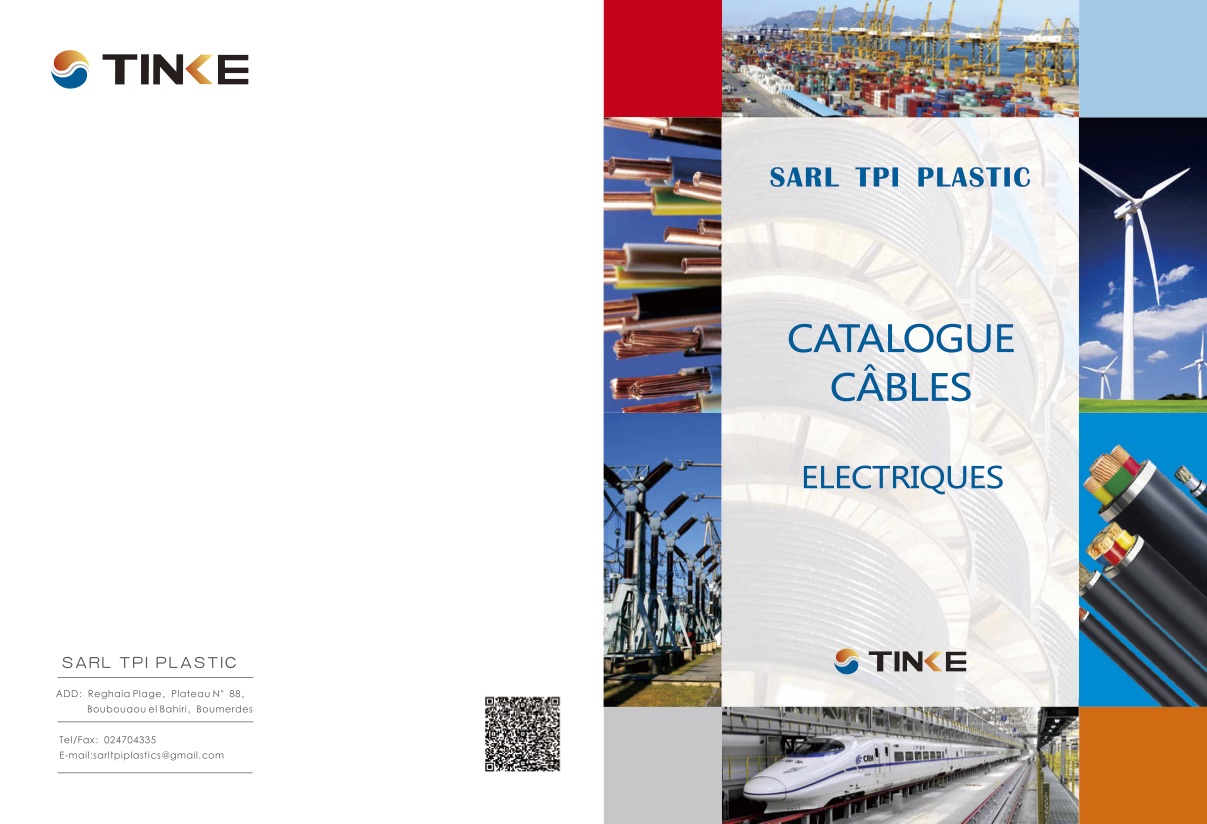 TINKE
SARL TPI PLASTIC
ADD: Reghaia Plage, Plateau N° 88,
Boubouaou el Bahiri, Boumerdes
Tel/Fax: 024704335
E-mail:sarltpiplastics@gmail.com
SARL TPI PLASTIC
CATALOGUE
CÂBLES
ELECTRIQUES
TINKE
CRH